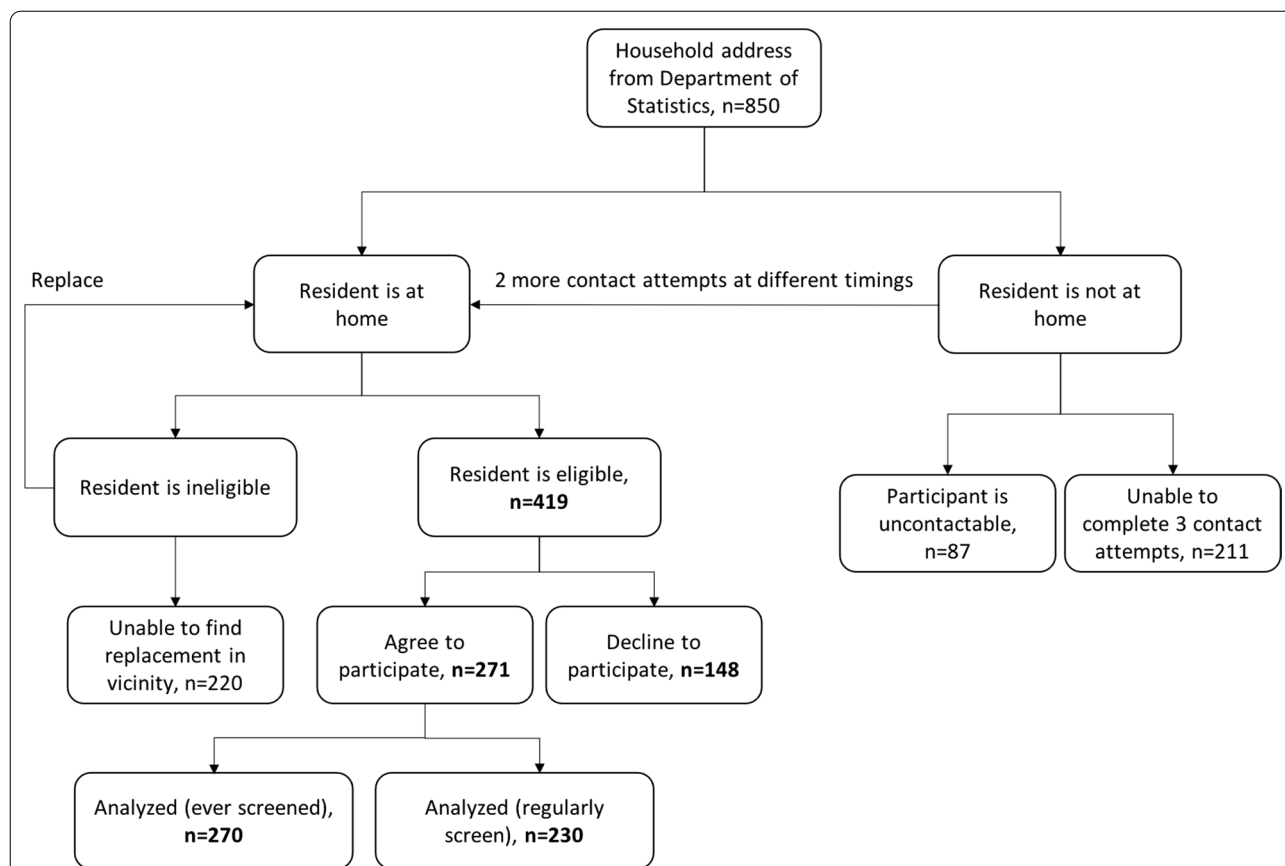 Household address
from Department of
Statistics, n=850
Replace
Resident is at
home
2 more contact attempts at different timings
Resident is not at
home
Resident is ineligible
Resident is eligible,
n=419
Participant is
uncontactable,
n=87
Unable to
complete 3 contact
attempts, n=211
Unable to find
replacement in
vicinity, n=220
Agree to
participate, n=271
Decline to
participate, n=148
Analyzed (ever screened),
n=270
Analyzed (regularly
screen), n=230